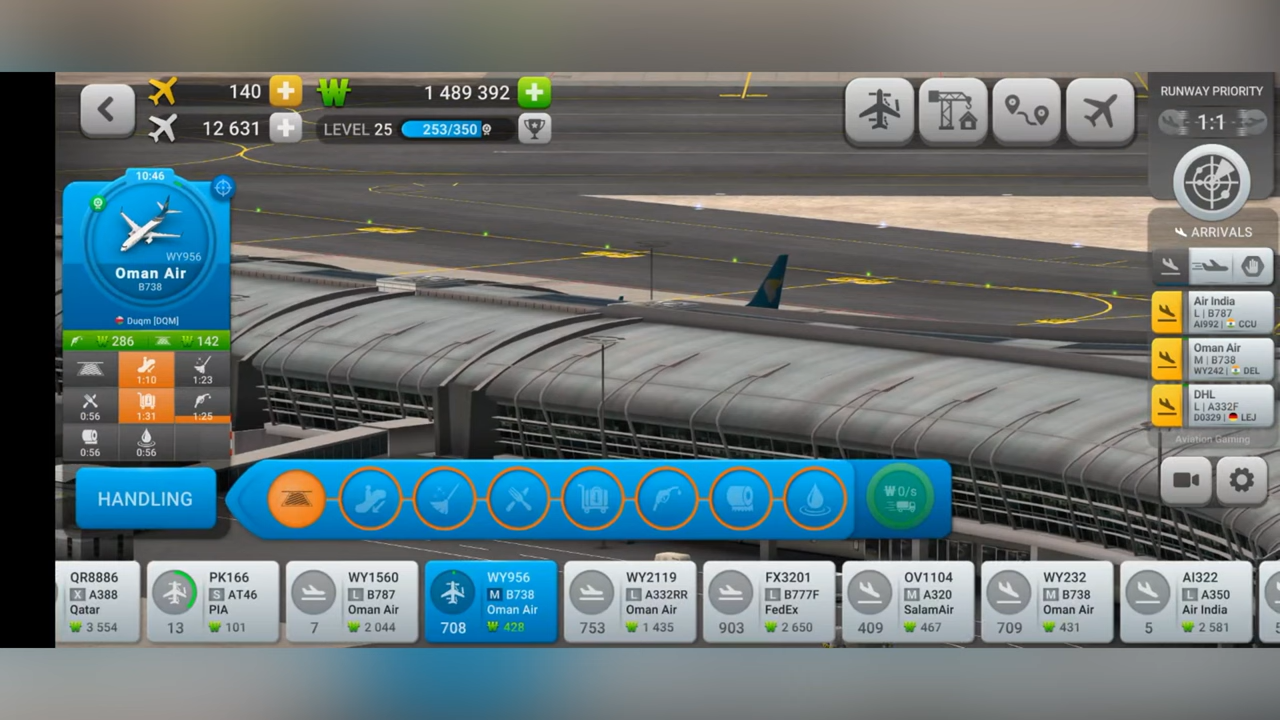 140
1 489 392
12 631
LEVEL 25
253/350
RUNWAY PRIORITY
1:1
ARRIVALS
Air India
L | B787
AI992 | CCU
Oman Air
M | B738
WY242 | DEL
DHL
L | A332F
D0329 | LEJ
Aviation Gaming
10:46
WY956
Oman Air
B738
Duqm [DQM]
286
142
1:10
1:23
0:56
1:31
1:25
0:56
0:56
HANDLING
W 0/s
QR8886
X A388
Qatar
3 554
PK166
S AT46
PIA
13
101
WY1560
L B787
Oman Air
7
2 044
WY956
M B738
Oman Air
708
428
WY2119
L A332RR
Oman Air
753
1 435
FX3201
L B777F
FedEx
903
2 650
OV1104
M A320
SalamAir
409
467
WY232
M B738
Oman Air
709
431
AI322
L A350
Air India
5
2 581